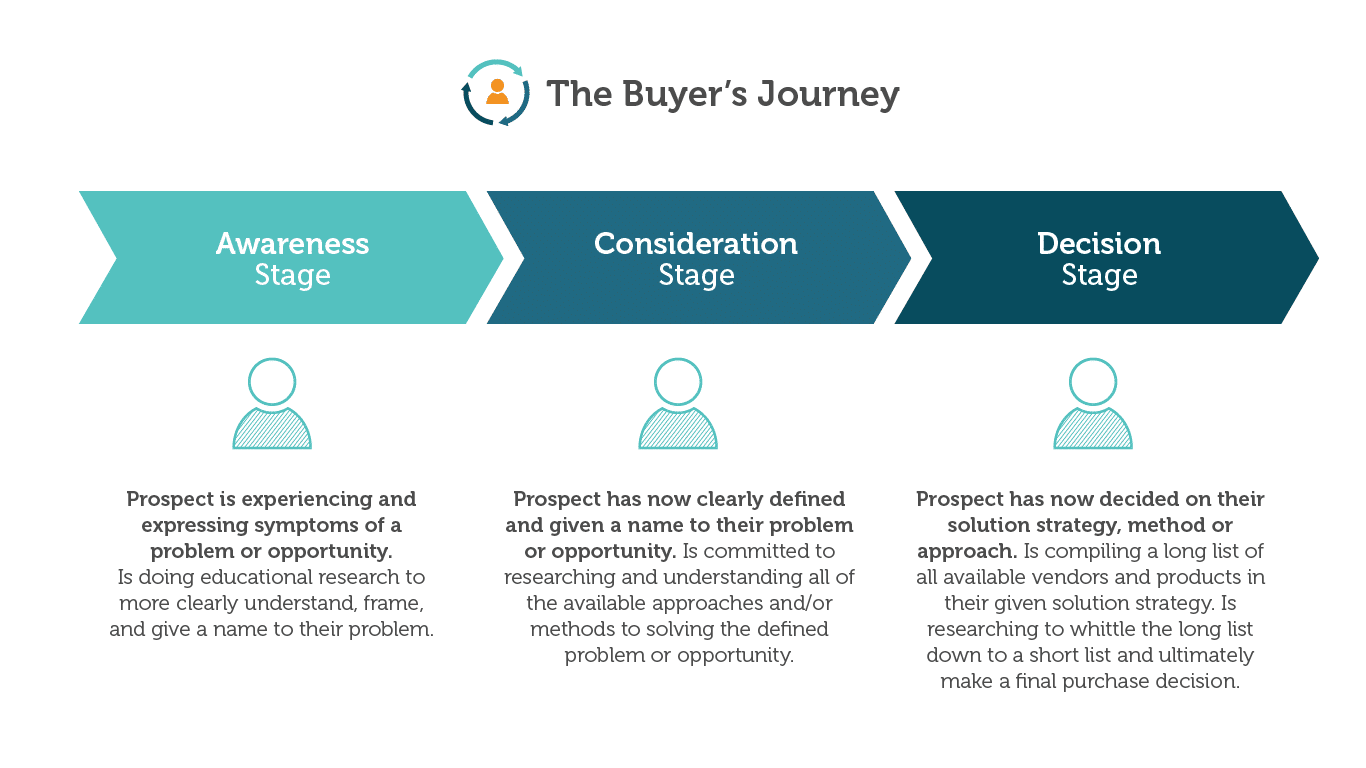 The Buyer’s Journey
Awareness
Stage
Consideration
Stage
Decision
Stage
Prospect is experiencing and
expressing symptoms of a
problem or opportunity.
Is doing educational research to
more clearly understand, frame,
and give a name to their problem.
Prospect has now clearly defined
and given a name to their problem
or opportunity. Is committed to
researching and understanding all of
the available approaches and/or
methods to solving the defined
problem or opportunity.
Prospect has now decided on their
solution strategy, method or
approach. Is compiling a long list of
all available vendors and products in
their given solution strategy. Is
researching to whittle the long list
down to a short list and ultimately
make a final purchase decision.